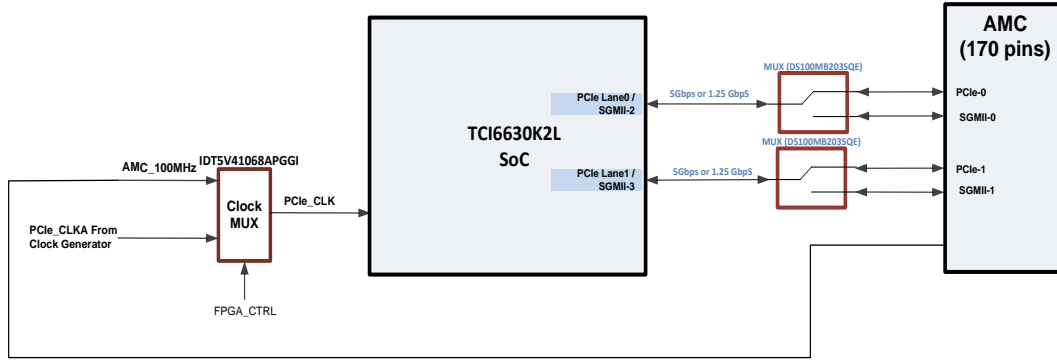 AMC
(170 pins)
MUX (DS100MB203SQE)
PCIe Lane0 /
SGMII-2
5Gbps or 1.25 GbpS
PCIe-0
SGMII-0
TCI6630K2L
SoC
MUX (DS100MB203SQE)
IDT5V41068APGGI
AMC_100MHz
PCIe Lane1 /
SGMII-3
5Gbps or 1.25 GbpS
PCIe-1
SGMII-1
Clock
MUX
PCIe_CLK
PCIe_CLKA From
Clock Generator
FPGA_CTRL